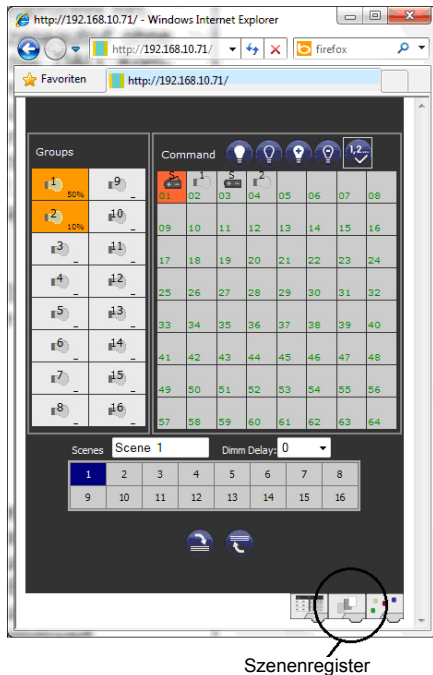 http://192.168.10.71/ - Windows Internet Explorer
http://192.168.10.71/
firefox
Favoriten
http://192.168.10.71/
Groups
Command
1,2...
1 50% 9 _
2 10% 10 _
3 _ 11 _
4 _ 12 _
5 _ 13 _
6 _ 14 _
7 _ 15 _
8 _ 16 _
S 1 S 2
01 02 03 04 05 06 07 08
09 10 11 12 13 14 15 16
17 18 19 20 21 22 23 24
25 26 27 28 29 30 31 32
33 34 35 36 37 38 39 40
41 42 43 44 45 46 47 48
49 50 51 52 53 54 55 56
57 58 59 60 61 62 63 64
Scenes Scene 1 Dimm Delay: 0
1 2 3 4 5 6 7 8
9 10 11 12 13 14 15 16
Szenenregister